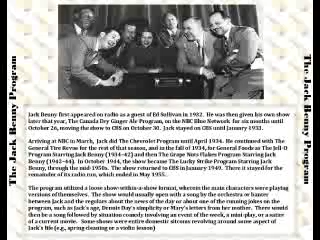 The Jack Benny Program
Jack Benny first appeared on radio as a guest of Ed Sullivan in 1932. He was then given his own show
later that year, The Canada Dry Ginger Ale Program, on the NBC Blue Network for six months until
October 26, moving the show to CBS on October 30. Jack stayed on CBS until January 1933.
Arriving at NBC in March, Jack did The Chevrolet Program until April 1934. He continued with The
General Tire Revue for the rest of that season, and in the fall of 1934, for General Foods as The Jell-O
Program Starring Jack Benny (1934-42) and then The Grape Nuts Flakes Program Starring Jack
Benny (1942-44). In October 1944, the show became The Lucky Strike Program Starring Jack
Benny, through the mid-1950s. The show returned to CBS in January 1949. There it stayed for the
remainder of its radio run, which ended in May 1955.
The program utilized a loose show-within-a-show format, wherein the main characters were playing
versions of themselves. The show would usually open with a song by the orchestra or banter
between Jack and the regulars about the news of the day or about one of the running jokes on the
program, such as Jack's age, Dennis Day's simplicity or Mary's letters from her mother. There would
then be a song followed by situation comedy involving an event of the week, a mini-play, or a satire
of a current movie. Some shows were entire domestic sitcoms revolving around some aspect of
Jack's life (e.g., spring cleaning or a violin lesson)
The Jack Benny Program